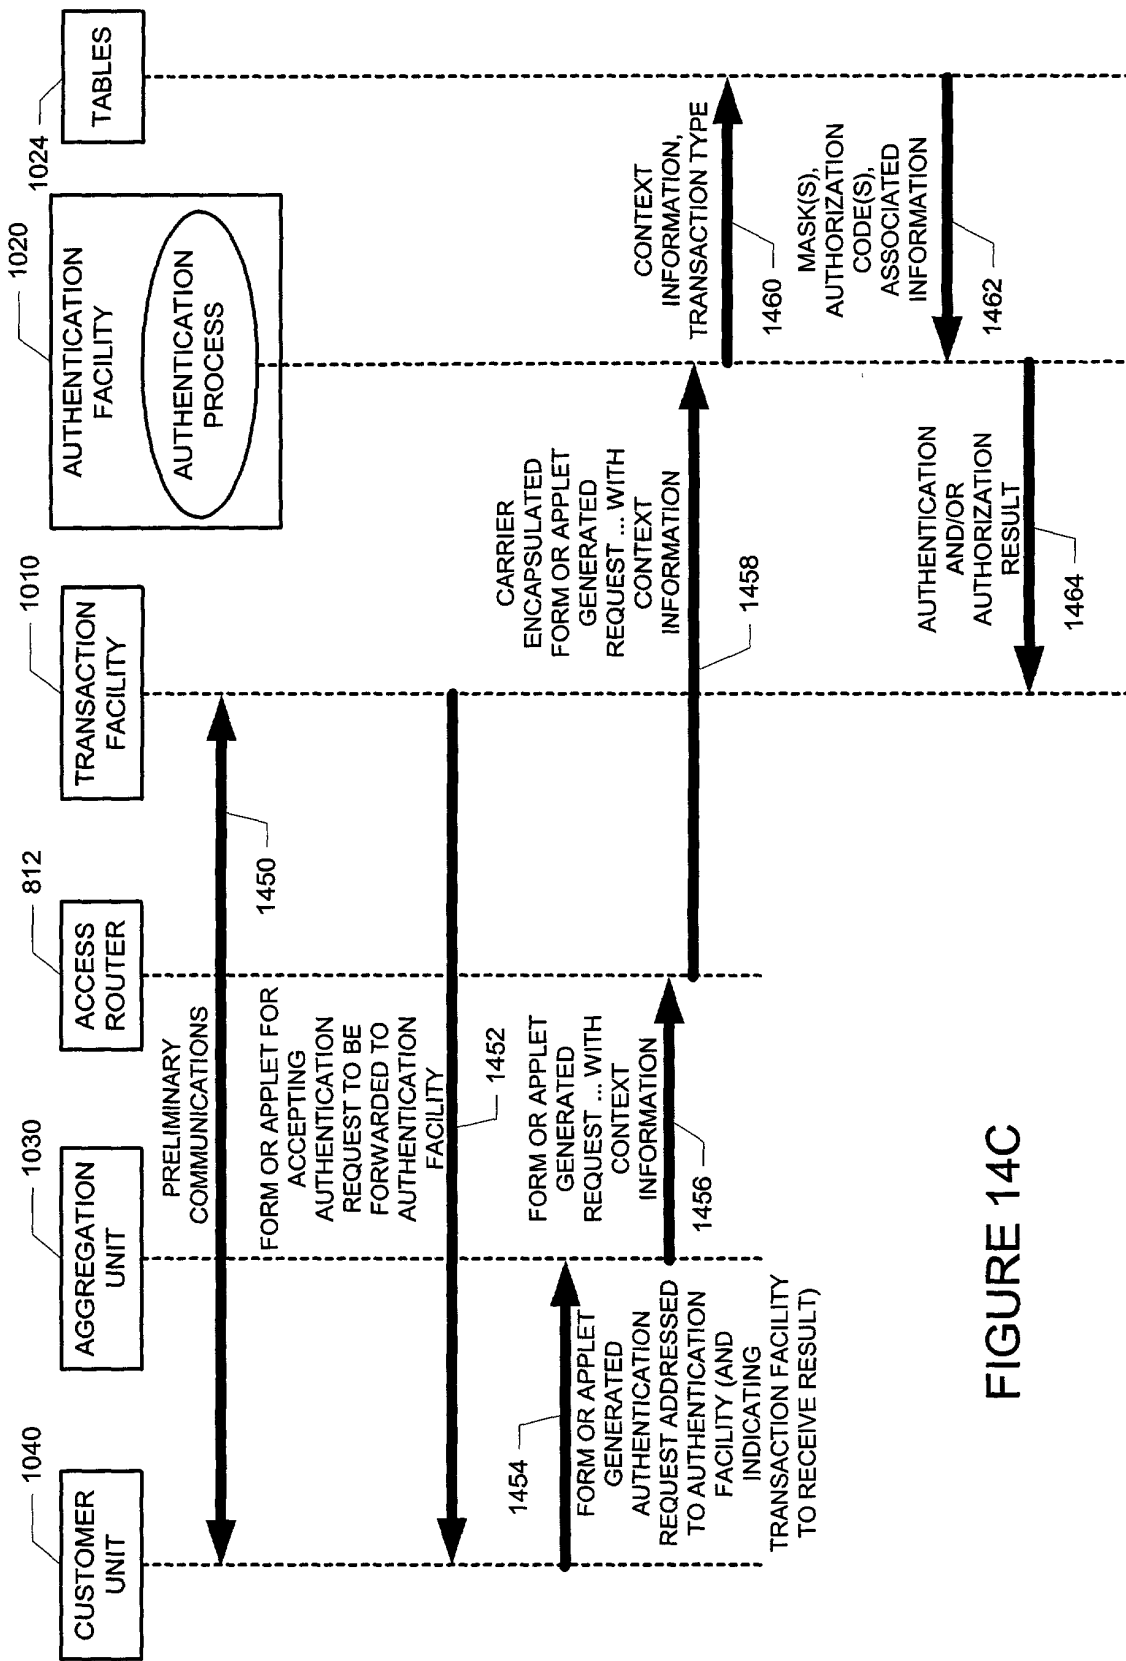 1040
CUSTOMER
UNIT
1030
AGGREGATION
UNIT
812
ACCESS
ROUTER
1010
TRANSACTION
FACILITY
1020
AUTHENTICATION
FACILITY
AUTHENTICATION
PROCESS
1024
TABLES
PRELIMINARY
COMMUNICATIONS
1450
FORM OR APPLET FOR
ACCEPTING
AUTHENTICATION
REQUEST TO BE
FORWARDED TO
AUTHENTICATION
FACILITY
1452
1454
FORM OR APPLET
GENERATED
AUTHENTICATION
REQUEST ADDRESSED
TO AUTHENTICATION
FACILITY (AND
INDICATING
TRANSACTION FACILITY
TO RECEIVE RESULT)
FORM OR APPLET
GENERATED
REQUEST ... WITH
CONTEXT
INFORMATION
1456
CARRIER
ENCAPSULATED
FORM OR APPLET
GENERATED
REQUEST ... WITH
CONTEXT
INFORMATION
1458
CONTEXT
INFORMATION,
TRANSACTION TYPE
1460
MASK(S),
AUTHORIZATION
CODE(S),
ASSOCIATED
INFORMATION
1462
AUTHENTICATION
AND/OR
AUTHORIZATION
RESULT
1464
FIGURE 14C